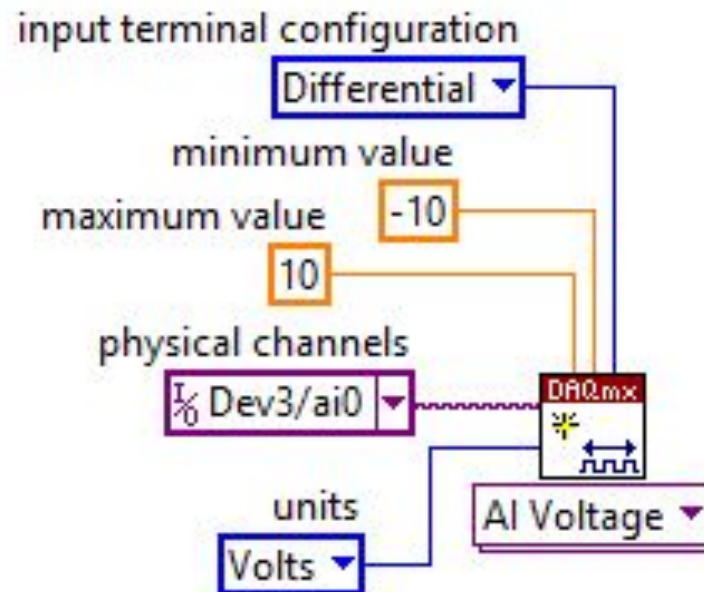 input terminal configuration
Differential
minimum value
-10
maximum value
10
physical channels
I/O Dev3/ai0
DAQmx
AI Voltage
units
Volts